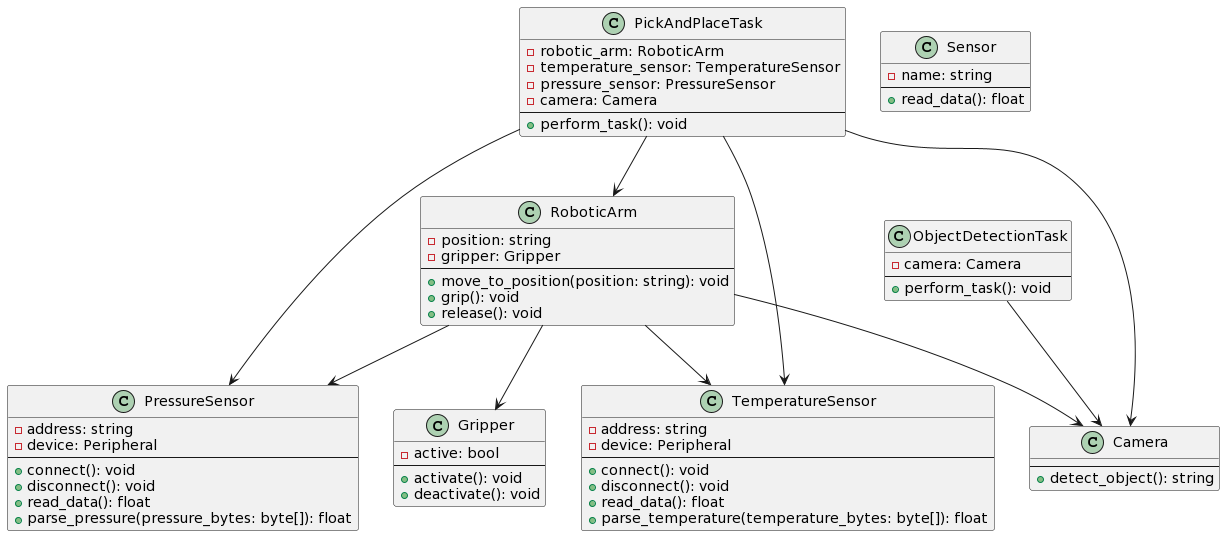 C PickAndPlaceTask
robotic_arm: RoboticArm
temperature_sensor: TemperatureSensor
pressure_sensor: PressureSensor
camera: Camera
perform_task(): void
C Sensor
name: string
read_data(): float
C RoboticArm
position: string
gripper: Gripper
move_to_position(position: string): void
grip(): void
release(): void
C ObjectDetectionTask
camera: Camera
perform_task(): void
C PressureSensor
address: string
device: Peripheral
connect(): void
disconnect(): void
read_data(): float
parse_pressure(pressure_bytes: byte[]): float
C Gripper
active: bool
activate(): void
deactivate(): void
C TemperatureSensor
address: string
device: Peripheral
connect(): void
disconnect(): void
read_data(): float
parse_temperature(temperature_bytes: byte[]): float
C Camera
detect_object(): string